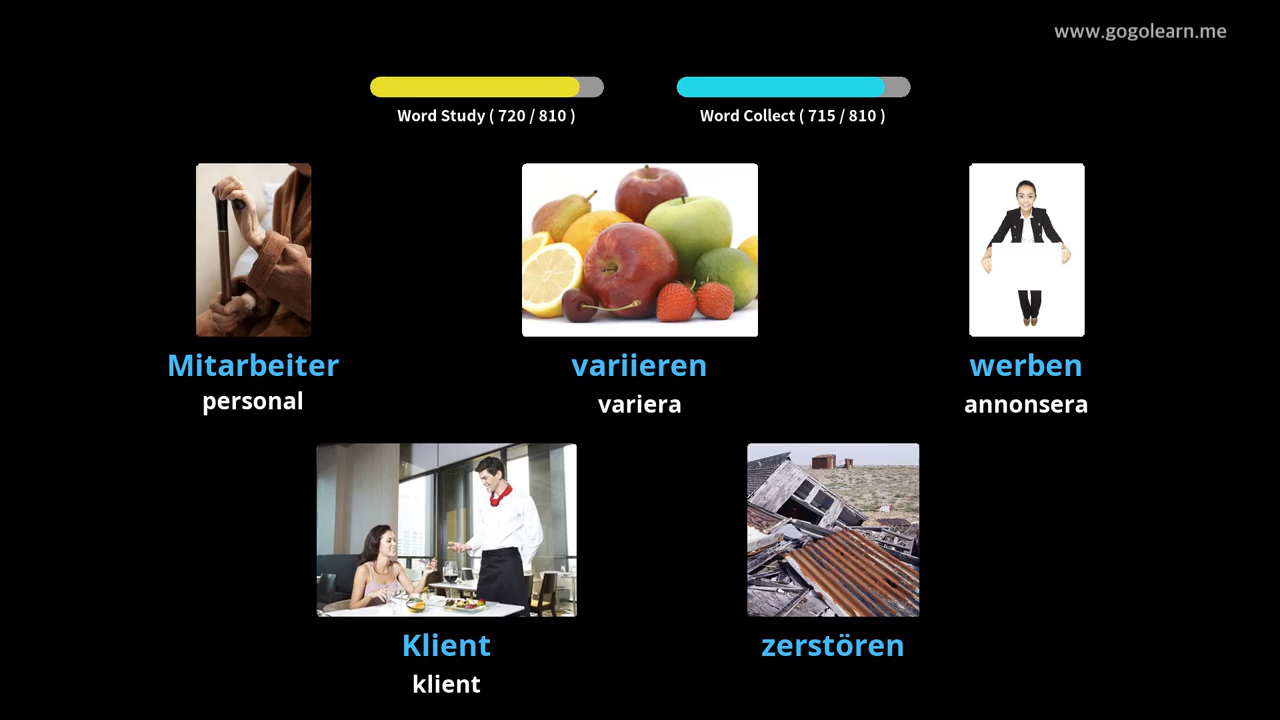 www.gogolearn.me
Word Study ( 720 / 810 )
Word Collect ( 715 / 810 )
Mitarbeiter
personal
variieren
variera
werben
annonsera
Klient
klient
zerstören